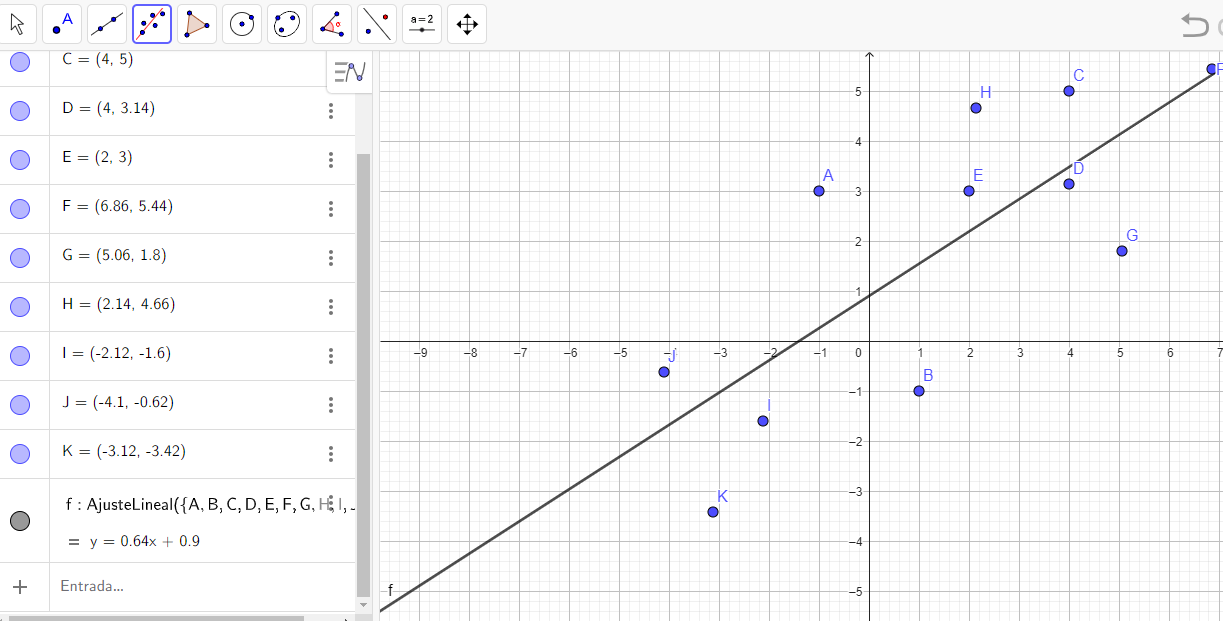 A
a=2
C = (4, 5)
D = (4, 3.14)
E = (2, 3)
F = (6.86, 5.44)
G = (5.06, 1.8)
H = (2.14, 4.66)
I = (-2.12, -1.6)
J = (-4.1, -0.62)
K = (-3.12, -3.42)
f : AjusteLineal({A, B, C, D, E, F, G, H, I, J
= y = 0.64x + 0.9
+ Entrada...
F
C
5
H
4
A
3
E
D
2
G
1
−9 −8 −7 −6 −5 −4 −3 −2 −1 0 1 2 3 4 5 6 7
J
B
−1
I
−2
K
−3
−4
f
−5